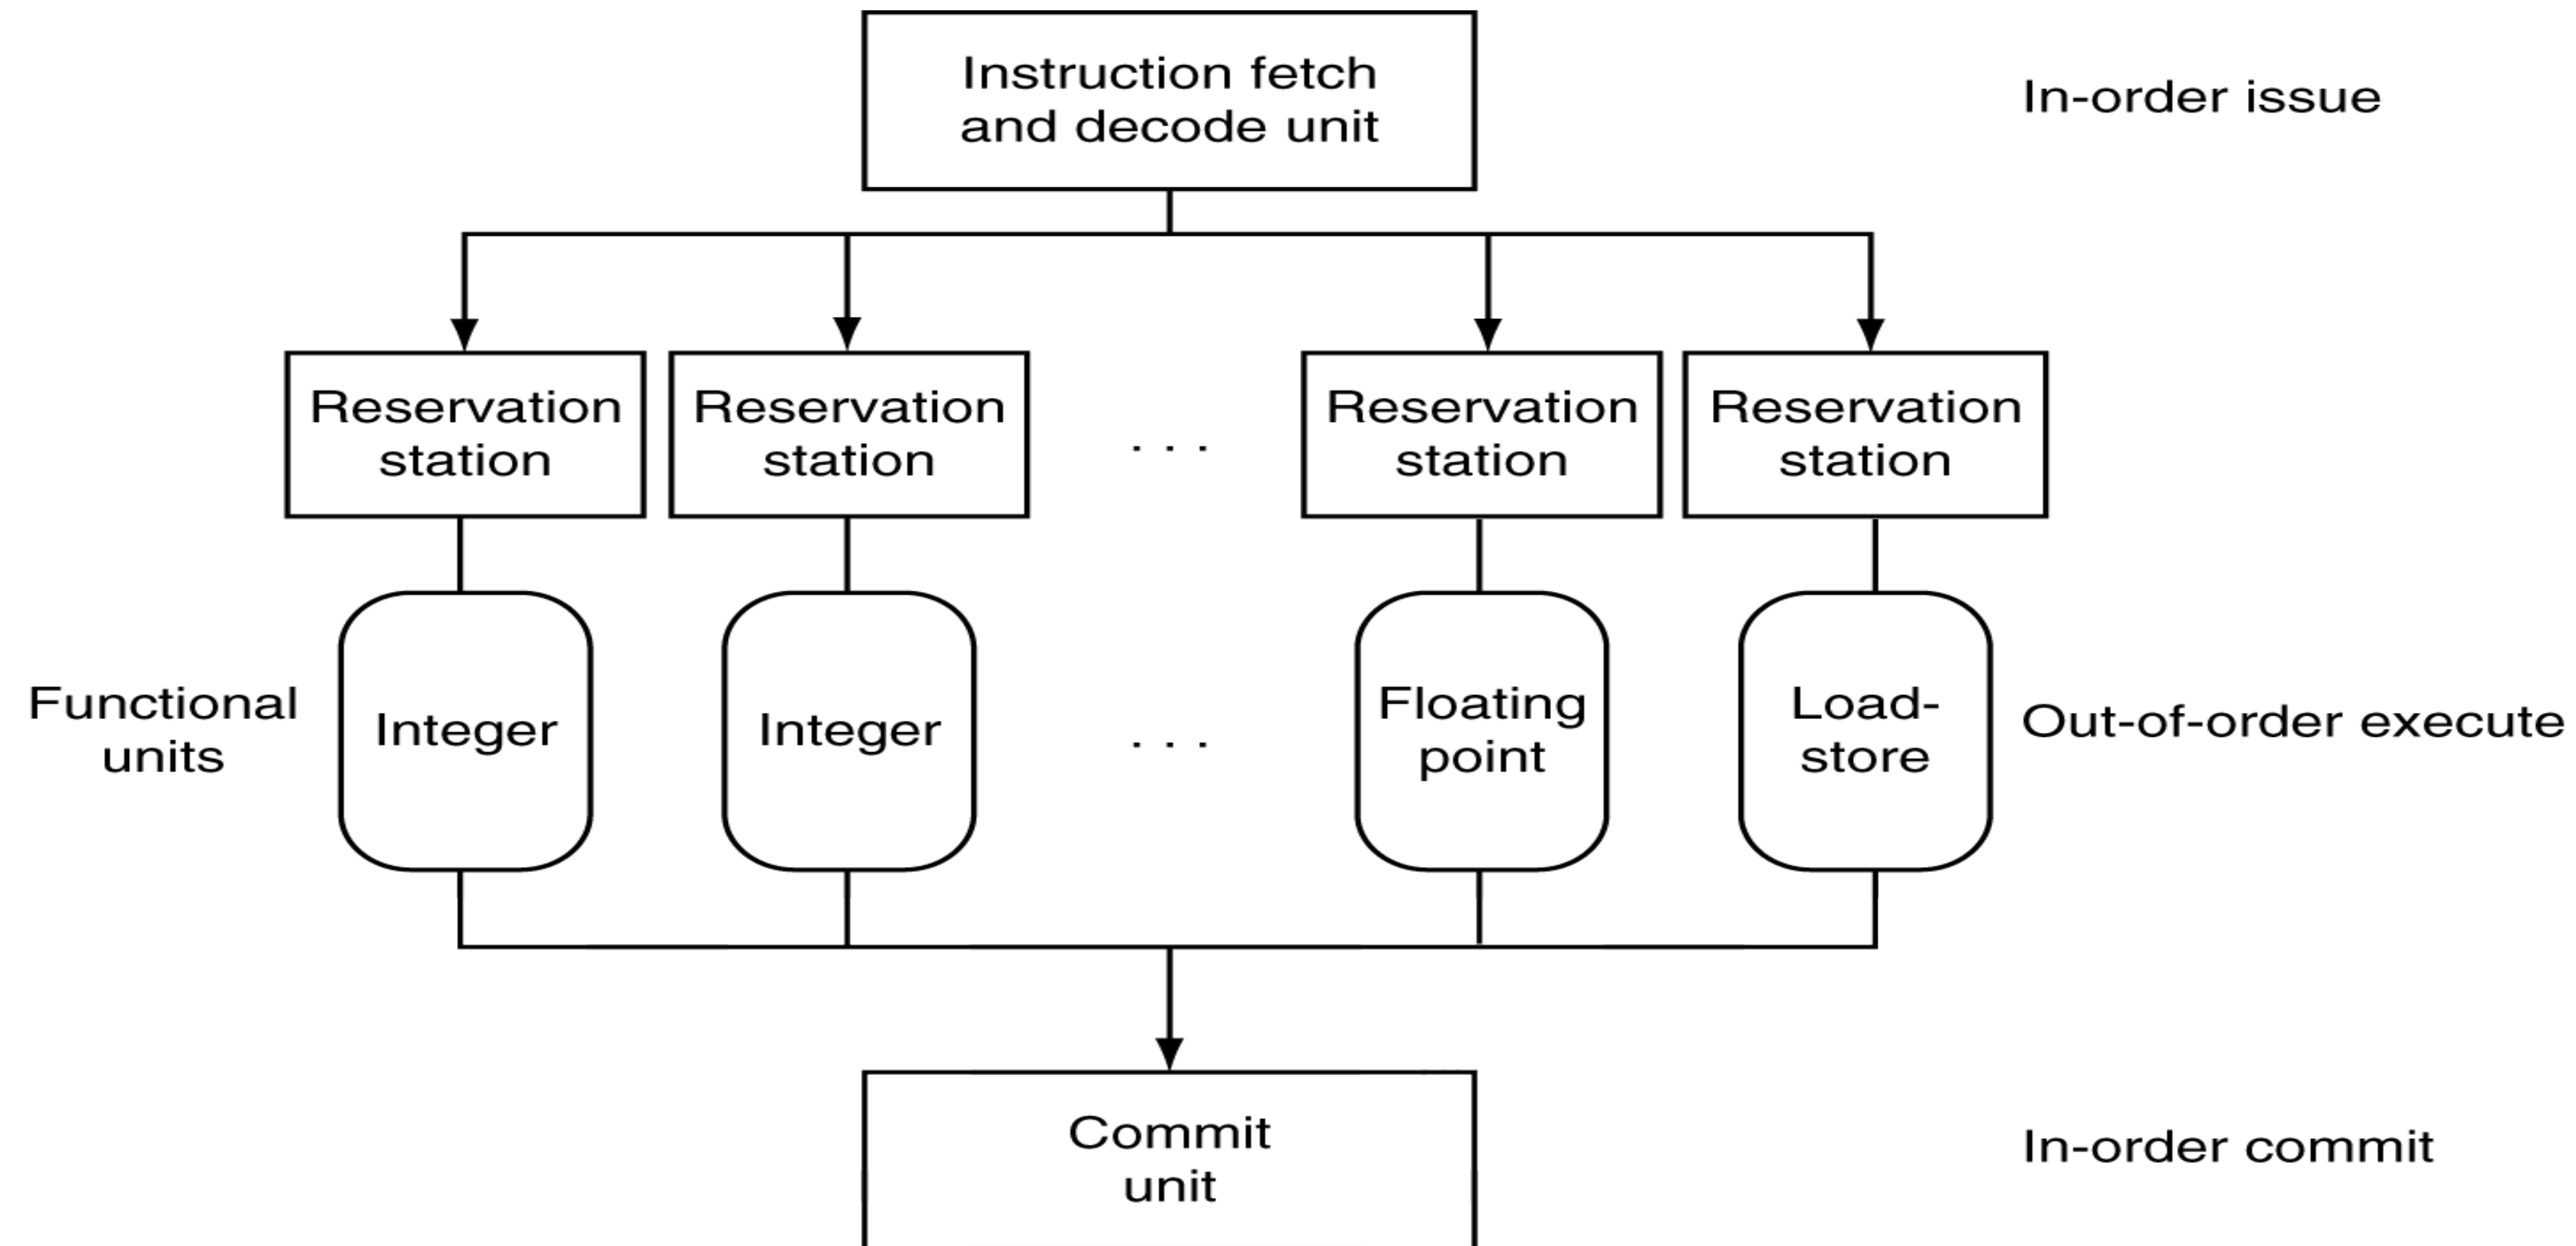 Instruction fetch
and decode unit
In-order issue
Reservation
station
Reservation
station
. . .
Reservation
station
Reservation
station
Functional
units
Integer
Integer
. . .
Floating
point
Load-
store
Out-of-order execute
Commit
unit
In-order commit